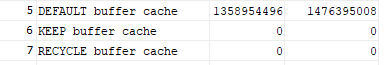 5 DEFAULT buffer cache 1358954496 1476395008
6 KEEP buffer cache 0 0
7 RECYCLE buffer cache 0 0